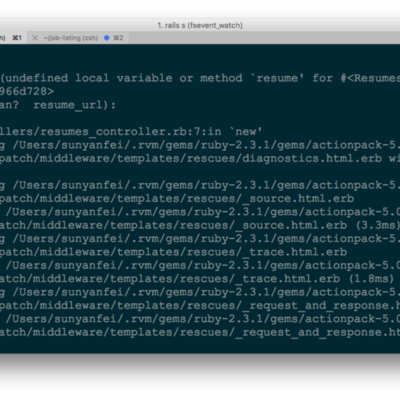 1. rails s (fsevent_watch)
h) ⌘1 × ~/job-listing (zsh) ⌘2
(undefined local variable or method `resume' for #<Resumes
966d728>
an? resume_url):
llers/resumes_controller.rb:7:in `new'
g /Users/sunyanfei/.rvm/gems/ruby-2.3.1/gems/actionpack-5.
patch/middleware/templates/rescues/diagnostics.html.erb wi
g /Users/sunyanfei/.rvm/gems/ruby-2.3.1/gems/actionpack-5.
patch/middleware/templates/rescues/_source.html.erb
/Users/sunyanfei/.rvm/gems/ruby-2.3.1/gems/actionpack-5.0
atch/middleware/templates/rescues/_source.html.erb (3.3ms)
g /Users/sunyanfei/.rvm/gems/ruby-2.3.1/gems/actionpack-5.
patch/middleware/templates/rescues/_trace.html.erb
/Users/sunyanfei/.rvm/gems/ruby-2.3.1/gems/actionpack-5.0
atch/middleware/templates/rescues/_trace.html.erb (1.8ms)
g /Users/sunyanfei/.rvm/gems/ruby-2.3.1/gems/actionpack-5.
patch/middleware/templates/rescues/_request_and_response.h
/Users/sunyanfei/.rvm/gems/ruby-2.3.1/gems/actionpack-5.0
atch/middleware/templates/rescues/_request_and_response.ht